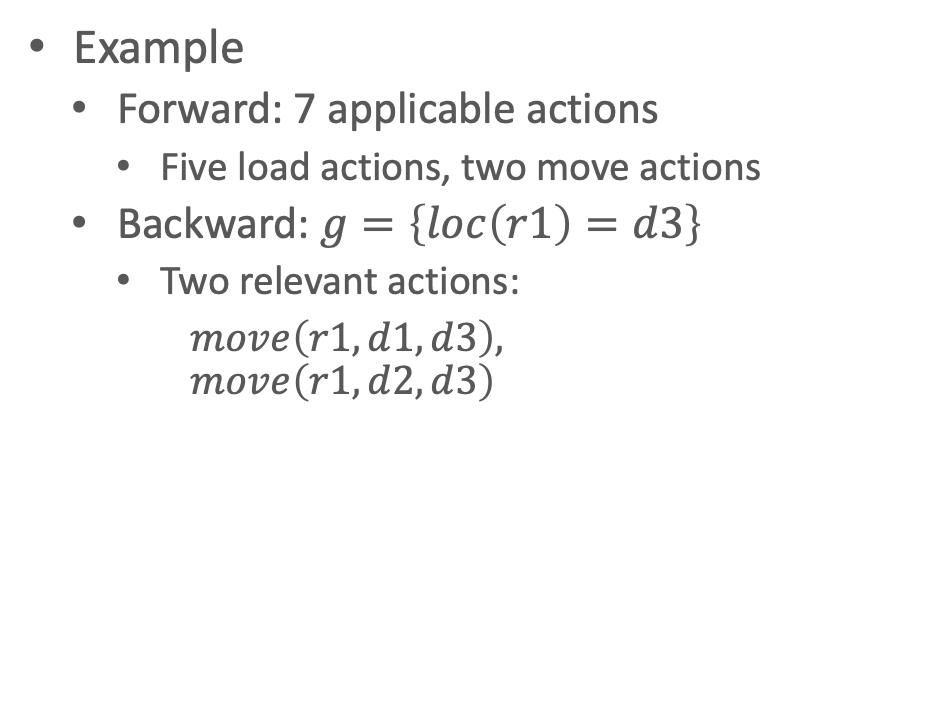 • Example
• Forward: 7 applicable actions
• Five load actions, two move actions
• Backward: g = {loc(r1) = d3}
• Two relevant actions:
move(r1, d1, d3),
move(r1, d2, d3)